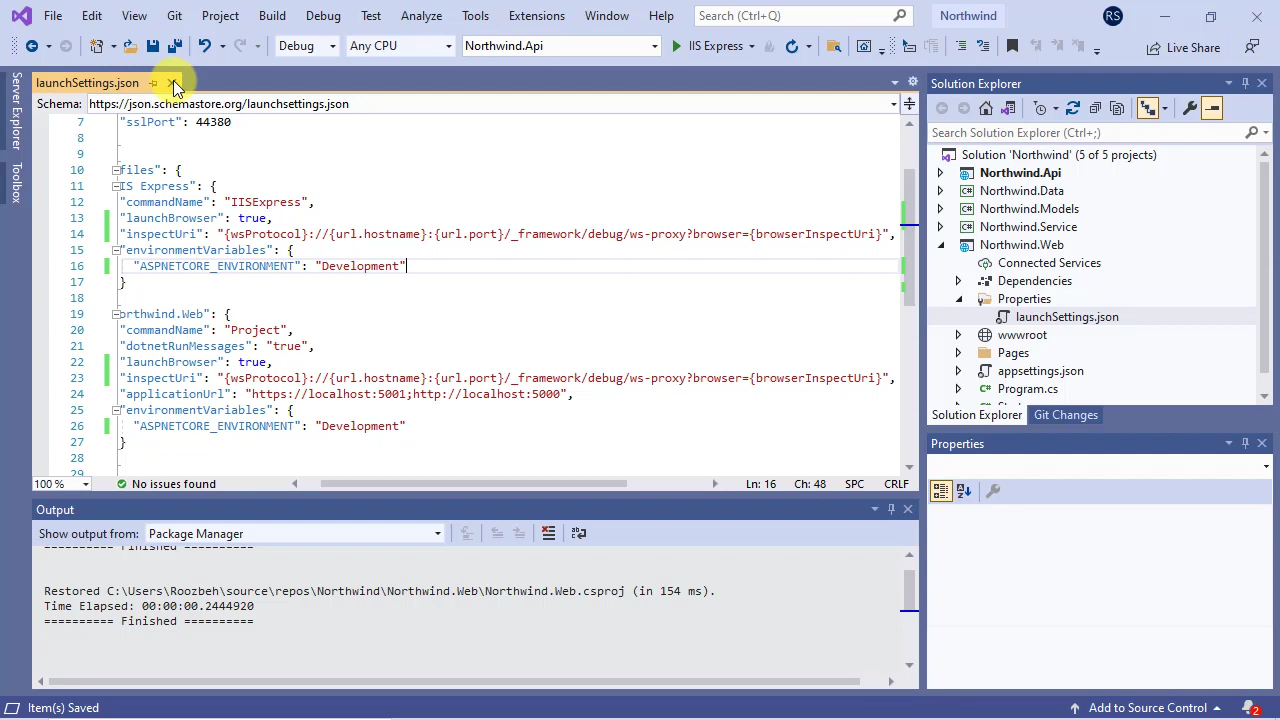 File Edit View Git Project Build Debug Test Analyze Tools Extensions Window Help Search (Ctrl+Q) Northwind RS
Debug Any CPU Northwind.Api IIS Express Live Share
Server Explorer
Toolbox
launchSettings.json
Schema: https://json.schemastore.org/launchsettings.json
7 "sslPort": 44380
8
9
10 files": {
11 IS Express": {
12 "commandName": "IISExpress",
13 "launchBrowser": true,
14 "inspectUri": "{wsProtocol}://{url.hostname}:{url.port}/_framework/debug/ws-proxy?browser={browserInspectUri}",
15 "environmentVariables": {
16 "ASPNETCORE_ENVIRONMENT": "Development"
17 }
18
19 orthwind.Web": {
20 "commandName": "Project",
21 "dotnetRunMessages": "true",
22 "launchBrowser": true,
23 "inspectUri": "{wsProtocol}://{url.hostname}:{url.port}/_framework/debug/ws-proxy?browser={browserInspectUri}",
24 "applicationUrl": "https://localhost:5001;http://localhost:5000",
25 "environmentVariables": {
26 "ASPNETCORE_ENVIRONMENT": "Development"
27 }
28
29
100 % No issues found Ln: 16 Ch: 48 SPC CRLF
Output
Show output from: Package Manager
========== Finished ==========
Restored C:\Users\Roozbeh\source\repos\Northwind\Northwind.Web\Northwind.Web.csproj (in 154 ms).
Time Elapsed: 00:00:00.2444920
========== Finished ==========
Solution Explorer
Search Solution Explorer (Ctrl+;)
Solution 'Northwind' (5 of 5 projects)
Northwind.Api
C# Northwind.Data
C# Northwind.Models
C# Northwind.Service
Northwind.Web
Connected Services
Dependencies
Properties
launchSettings.json
wwwroot
Pages
appsettings.json
Program.cs
Solution Explorer Git Changes
Properties
Item(s) Saved Add to Source Control 2